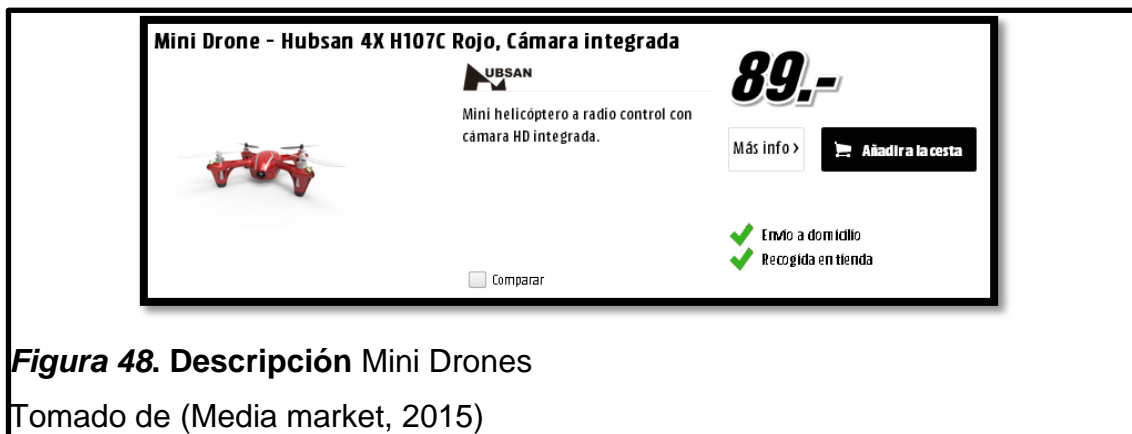 Mini Drone - Hubsan 4X H107C Rojo, Cámara integrada
UBSAN
Mini helicóptero a radio control con
cámara HD integrada.
89.-
Más info ›
Añadir a la cesta
Envío a domicilio
Recogida en tienda
Comparar
Figura 48. Descripción Mini Drones
Tomado de (Media market, 2015)